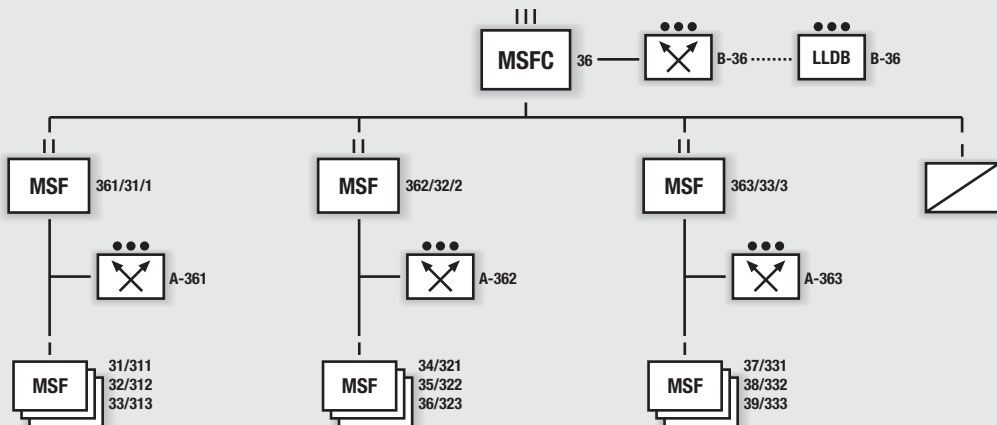 MSFC 36 B-36 LLDB B-36
MSF 361/31/1 MSF 362/32/2 MSF 363/33/3
A-361 A-362 A-363
MSF 31/311
32/312
33/313
MSF 34/321
35/322
36/323
MSF 37/331
38/332
39/333